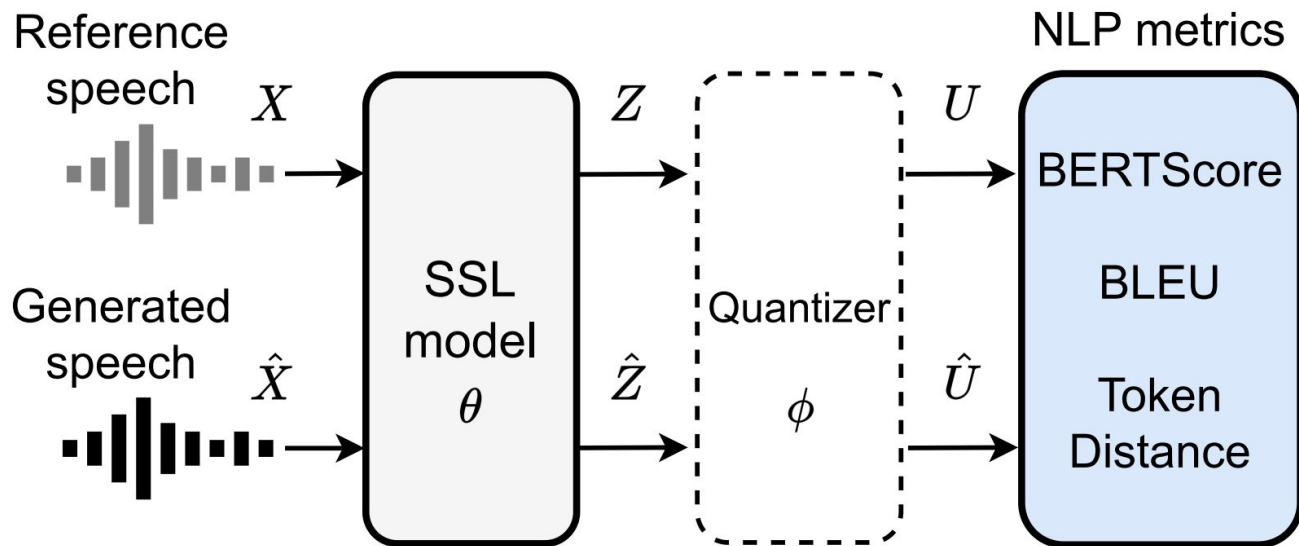 Reference
speech
X
Z
U
NLP metrics
BERTScore
SSL
model
θ
Quantizer
ϕ
BLEU
Generated
speech
X̂
Ẑ
Û
Token
Distance